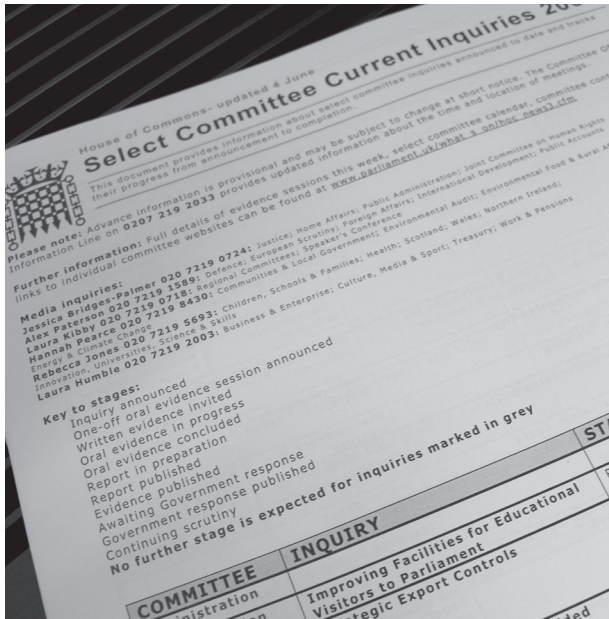 House of Commons- updated 4 June
Select Committee Current Inquiries
This document provides information about select committee inquiries announced to date and tracks
their progress from announcement to completion.
Please note: Advance information is provisional and may be subject to change at short notice. The Committee
Information Line on 0207 219 2033 provides updated information about the time and location of meetings.
Further information: Full details of evidence sessions this week, select committee calendar, committee
links to individual committee websites can be found at www.parliament.uk/what_s_on/hoc_news3.cfm
Media inquiries:
Jessica Bridges-Palmer 020 7219 0724: Justice; Home Affairs; Public Administration; Joint Committee on Human Rights
Alex Paterson 020 7219 1589: Defence; European Scrutiny; Foreign Affairs; International Development; Public Accounts
Laura Kibby 020 7219 0718: Regional Committees; Speaker's Conference
Hannah Pearce 020 7219 8430: Communities & Local Government; Environmental Audit; Environmental Food & Rural
Energy & Climate Change
Rebecca Jones 020 7219 5693: Children, Schools & Families; Health; Scotland; Wales; Northern Ireland;
Innovation, Universities, Science & Skills
Laura Humble 020 7219 2003: Business & Enterprise; Culture, Media & Sport; Treasury; Work & Pensions
Key to stages:
Inquiry announced
One-off oral evidence session announced
Written evidence invited
Oral evidence in progress
Oral evidence concluded
Report in preparation
Report published
Evidence published
Awaiting Government response
Government response published
Continuing scrutiny
No further stage is expected for inquiries marked in grey
COMMITTEE INQUIRY
Improving Facilities for Educational
Visitors to Parliament
Export Controls